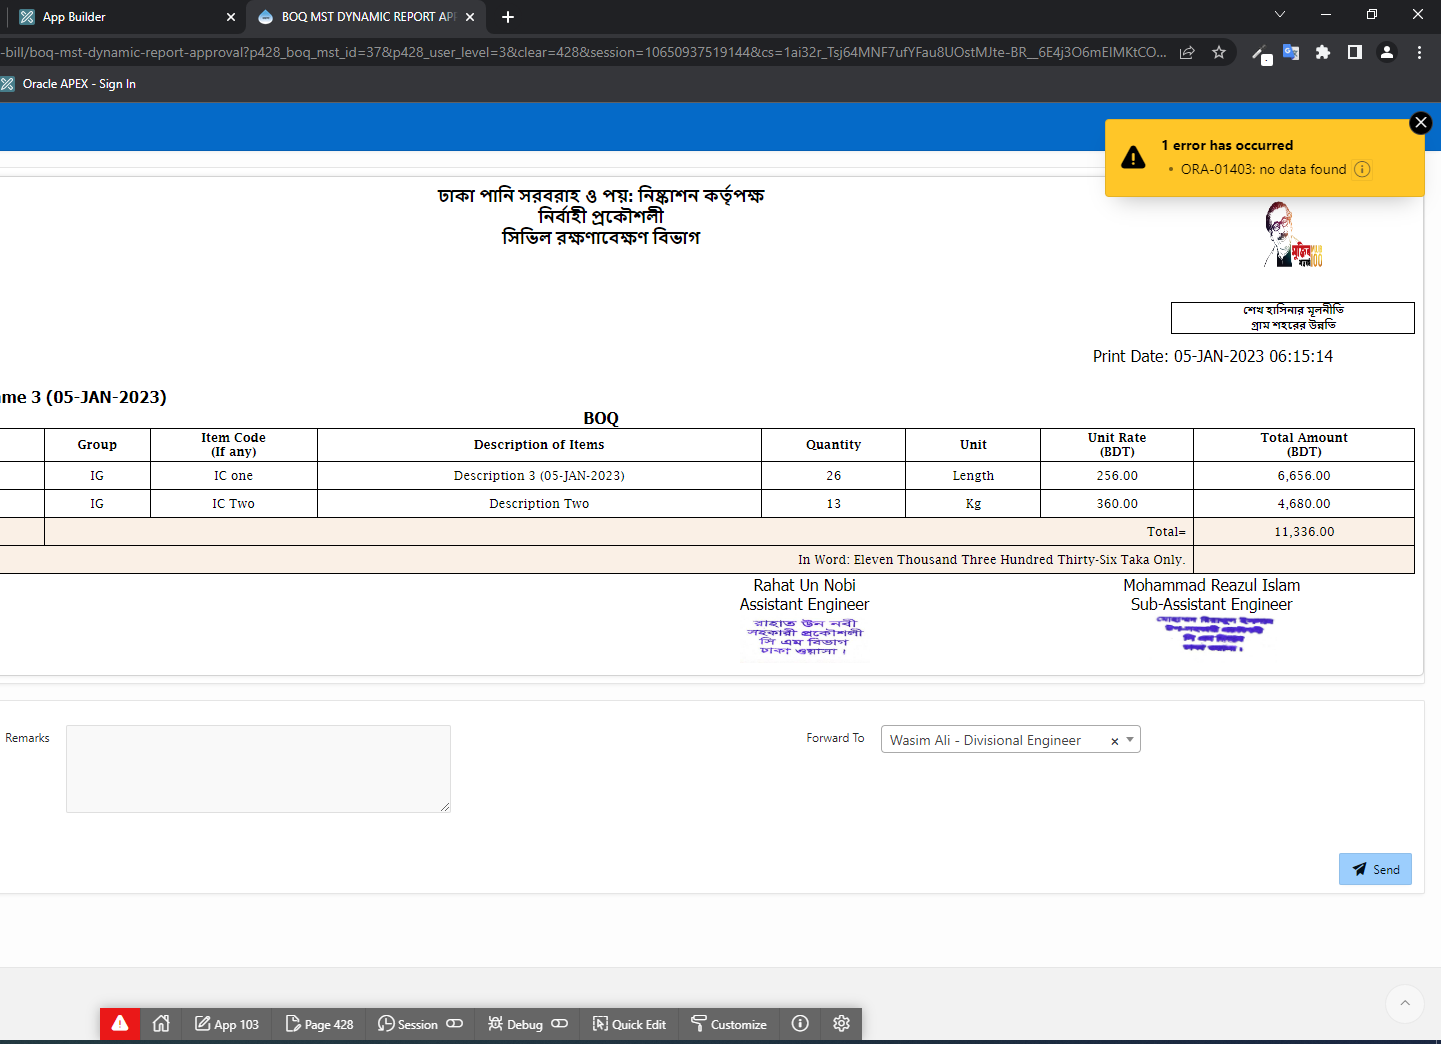 App Builder
BOQ MST DYNAMIC REPORT AP
-bill/boq-mst-dynamic-report-approval?p428_boq_mst_id=37&p428_user_level=3&clear=428&session=10650937519144&cs=1ai32r_Tsj64MNF7ufYFau8UOstMJte-BR__6E4j3O6mEIMKtCO...
Oracle APEX - Sign In
1 error has occurred
• ORA-01403: no data found
ঢাকা পানি সরবরাহ ও পয়: নিষ্কাশন কর্তৃপক্ষ
নির্বাহী প্রকৌশলী
সিভিল রক্ষণাবেক্ষণ বিভাগ
মুজিব
100
শেখ হাসিনার মূলনীতি
গ্রাম শহরের উন্নতি
Print Date: 05-JAN-2023 06:15:14
ame 3 (05-JAN-2023)
BOQ
Group Item Code (If any) Description of Items Quantity Unit Unit Rate (BDT) Total Amount (BDT)
IG IC one Description 3 (05-JAN-2023) 26 Length 256.00 6,656.00
IG IC Two Description Two 13 Kg 360.00 4,680.00
Total= 11,336.00
In Word: Eleven Thousand Three Hundred Thirty-Six Taka Only.
Rahat Un Nobi Mohammad Reazul Islam
Assistant Engineer Sub-Assistant Engineer
রাহাত উন নবী
সহকারী প্রকৌশলী
সি এম বিভাগ
ঢাকা ওয়াসা।
Remarks
Forward To Wasim Ali - Divisional Engineer
Send
App 103 Page 428 Session Debug Quick Edit Customize